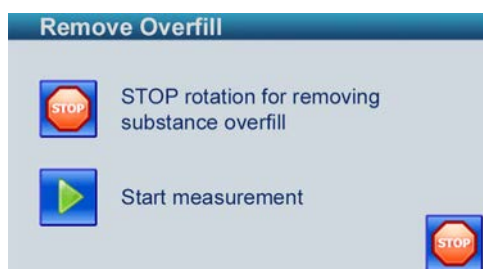 Remove Overfill
STOP
STOP rotation for removing
substance overfill
Start measurement
STOP